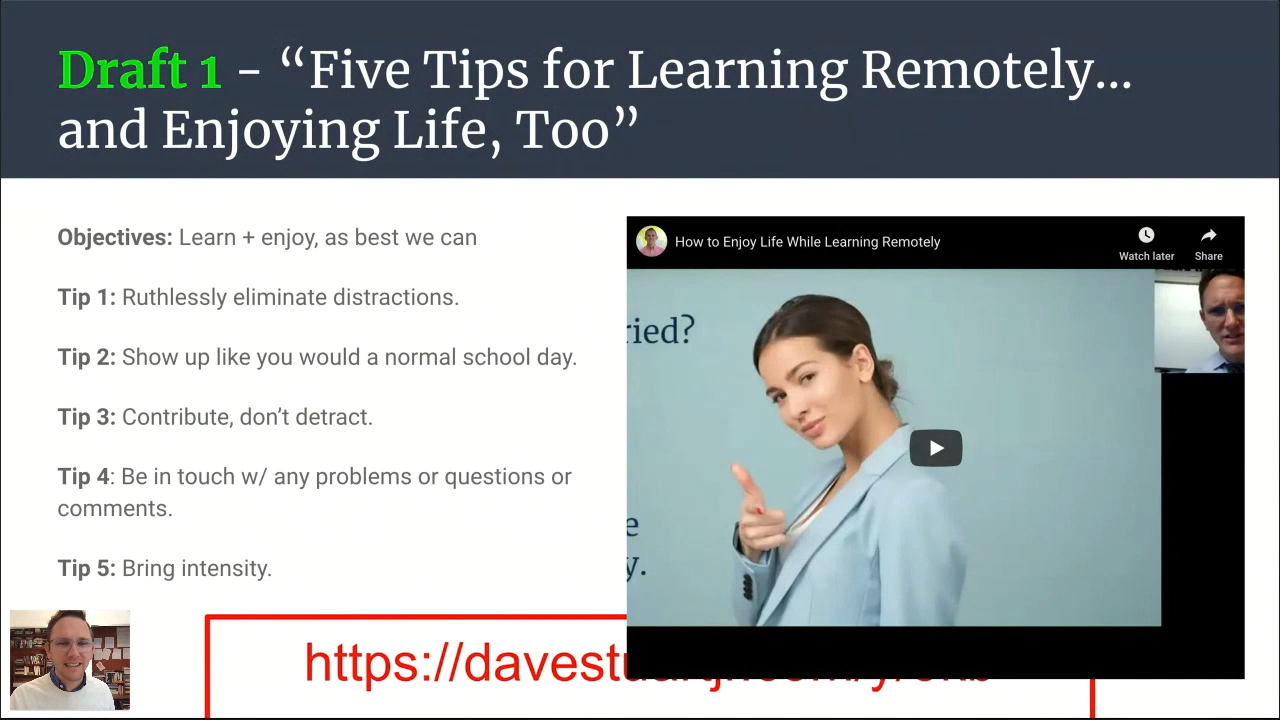 Draft 1 - “Five Tips for Learning Remotely...
and Enjoying Life, Too”
Objectives: Learn + enjoy, as best we can
Tip 1: Ruthlessly eliminate distractions.
Tip 2: Show up like you would a normal school day.
Tip 3: Contribute, don’t detract.
Tip 4: Be in touch w/ any problems or questions or
comments.
Tip 5: Bring intensity.
How to Enjoy Life While Learning Remotely
Watch later
Share
ried?
e
y.
https://davest